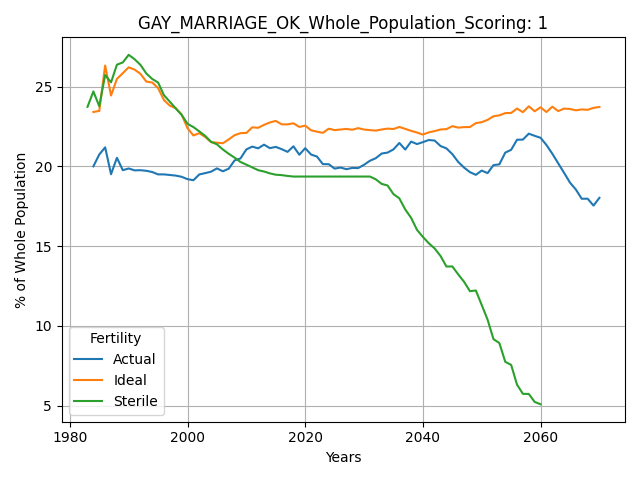 GAY_MARRIAGE_OK_Whole_Population_Scoring: 1
% of Whole Population
25
20
15
10
5
Fertility
Actual
Ideal
Sterile
1980 2000 2020 2040 2060
Years